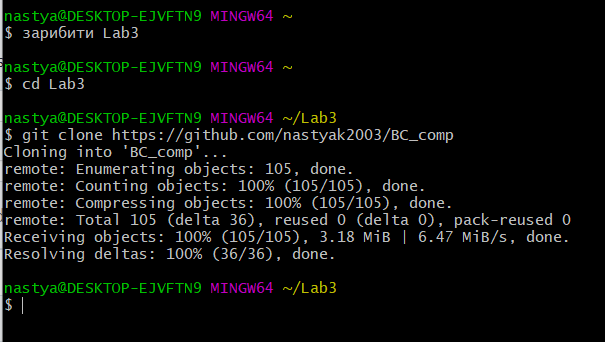 nastya@DESKTOP-EJVFTN9 MINGW64 ~
$ зарибити Lab3
nastya@DESKTOP-EJVFTN9 MINGW64 ~
$ cd Lab3
nastya@DESKTOP-EJVFTN9 MINGW64 ~/Lab3
$ git clone https://github.com/nastyak2003/BC_comp
Cloning into 'BC_comp'...
remote: Enumerating objects: 105, done.
remote: Counting objects: 100% (105/105), done.
remote: Compressing objects: 100% (105/105), done.
remote: Total 105 (delta 36), reused 0 (delta 0), pack-reused 0
Receiving objects: 100% (105/105), 3.18 MiB | 6.47 MiB/s, done.
Resolving deltas: 100% (36/36), done.
nastya@DESKTOP-EJVFTN9 MINGW64 ~/Lab3
$